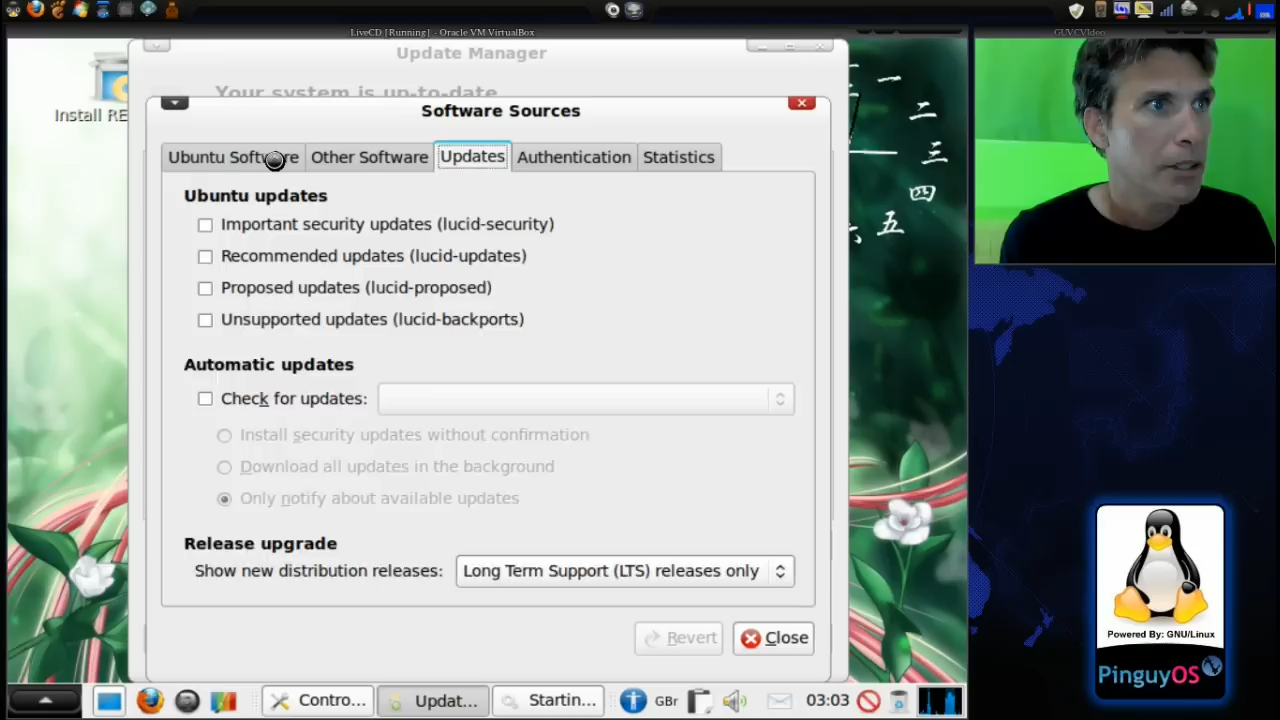 LiveCD [Running] - Oracle VM VirtualBox
GUVCVideo
Update Manager
Your system is up-to-date
Install RE
Software Sources
Ubuntu Software
Other Software
Updates
Authentication
Statistics
Ubuntu updates
Important security updates (lucid-security)
Recommended updates (lucid-updates)
Proposed updates (lucid-proposed)
Unsupported updates (lucid-backports)
Automatic updates
Check for updates:
Install security updates without confirmation
Download all updates in the background
Only notify about available updates
Release upgrade
Show new distribution releases: Long Term Support (LTS) releases only
Revert
Close
一
二
三
四
五
Powered By: GNU/Linux
PinguyOS
Contro...
Updat...
Startin...
GBr
03:03